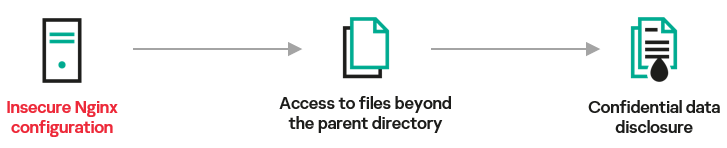 Insecure Nginx
configuration
Access to files beyond
the parent directory
Confidential data
disclosure